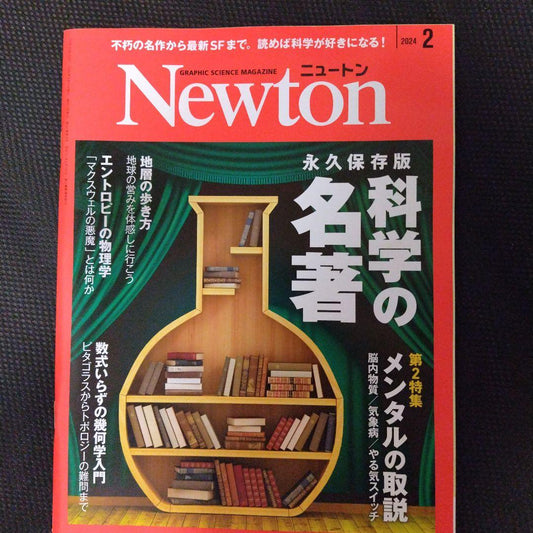 不朽の名作から最新SFまで。読めば科学が好きになる!
2024 2
GRAPHIC SCIENCE MAGAZINE
ニュートン
Newton
永久保存版
科学の
名著
地層の歩き方
地球の営みを体感しに行こう
エントロピーの物理学
「マクスウェルの悪魔」とは何か
第2特集
メンタルの取説
脳内物質/気象病/やる気スイッチ
数式いらずの幾何学入門
ピタゴラスからトポロジーの難問まで